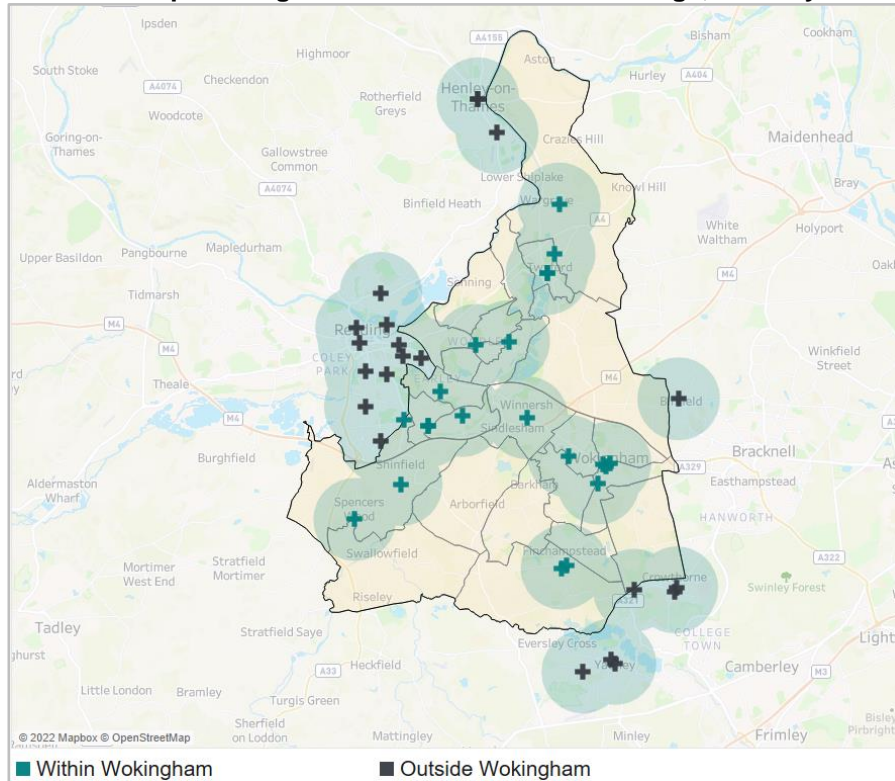 Ipsden
A4155
Aston
Bisham
Cookham
Highmoor
South Stoke
Checkendon
Hurley
A404
A4074
Henley-on-
Thames
Rotherfield
Greys
Woodcote
Goring-on-
Thames
Crazies Hill
Maidenhead
Gallowstree
Common
Lower Shiplake
Knowl Hill
Bray
A4074
Binfield Heath
Wargrave
A4
White
Waltham
Holyport
Upper Basildon
Pangbourne
Mapledurham
Sonning
Twyford
M4
Tidmarsh
Reading
M4
Winkfield
Street
COLEY
PARK
Theale
M4
M4
Winnersh
Sindlesham
Burghfield
Shinfield
Wokingham
A329
Bracknell
Aldermaston
Wharf
Barkham
Easthampstead
Spencers
Wood
Arborfield
HANWORTH
Swallowfield
Finchampstead
A322
Mortimer
West End
Stratfield
Mortimer
Crowthorne
Swinley Forest
Riseley
A321
Tadley
Stratfield Saye
COLLEGE
TOWN
Eversley Cross
Heckfield
Yateley
Camberley
A33
M3
Little London
Bramley
Turgis Green
Sherfield
on Loddon
Mattingley
Minley
Frimley
© 2022 Mapbox © OpenStreetMap
Within Wokingham
Outside Wokingham